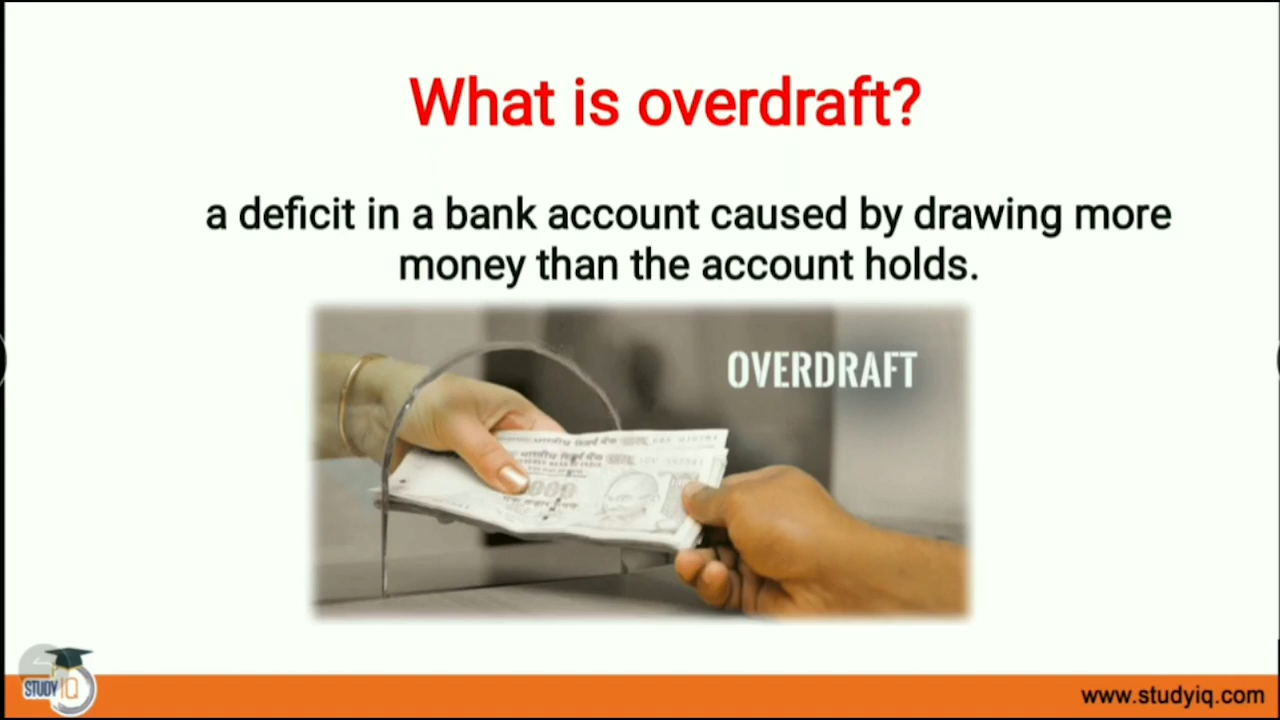 What is overdraft?
a deficit in a bank account caused by drawing more
money than the account holds.
OVERDRAFT
भारतीय रिज़र्व बैंक
STUDY IQ
www.studyiq.com